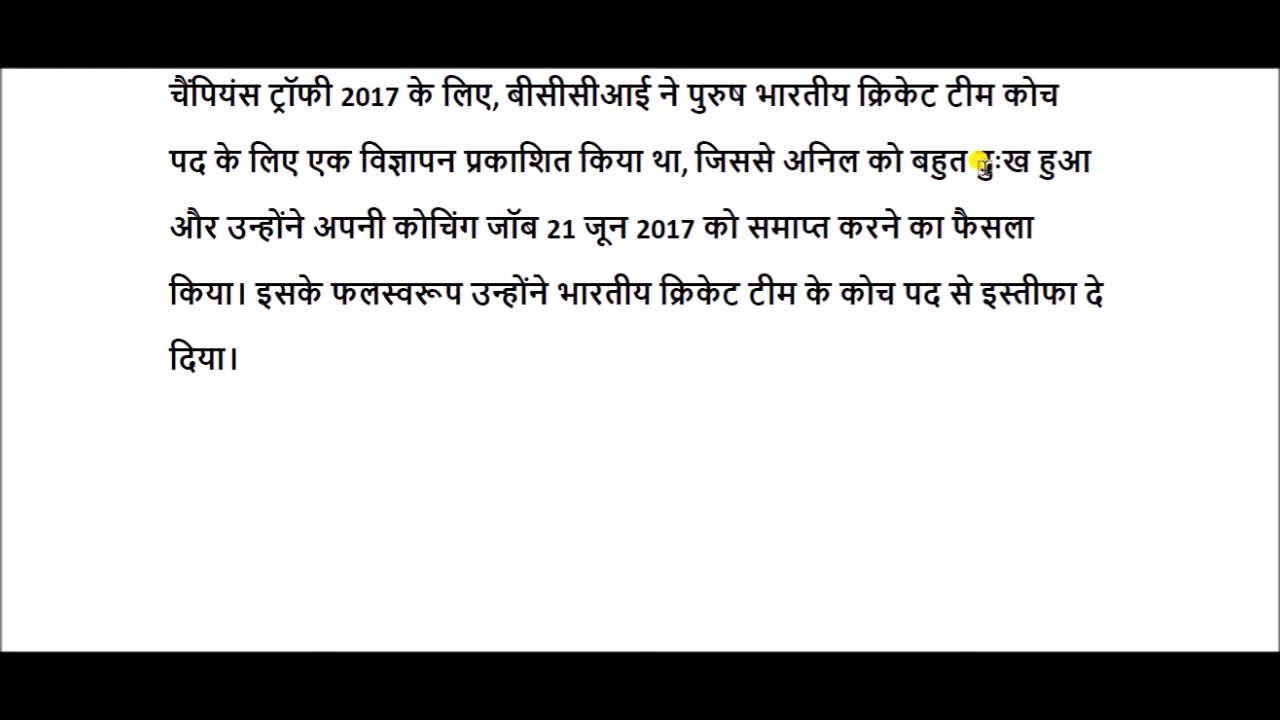 चैंपियंस ट्रॉफी 2017 के लिए, बीसीसीआई ने पुरुष भारतीय क्रिकेट टीम कोच
पद के लिए एक विज्ञापन प्रकाशित किया था, जिससे अनिल को बहुत दुःख हुआ
और उन्होंने अपनी कोचिंग जॉब 21 जून 2017 को समाप्त करने का फैसला
किया। इसके फलस्वरूप उन्होंने भारतीय क्रिकेट टीम के कोच पद से इस्तीफा दे
दिया।